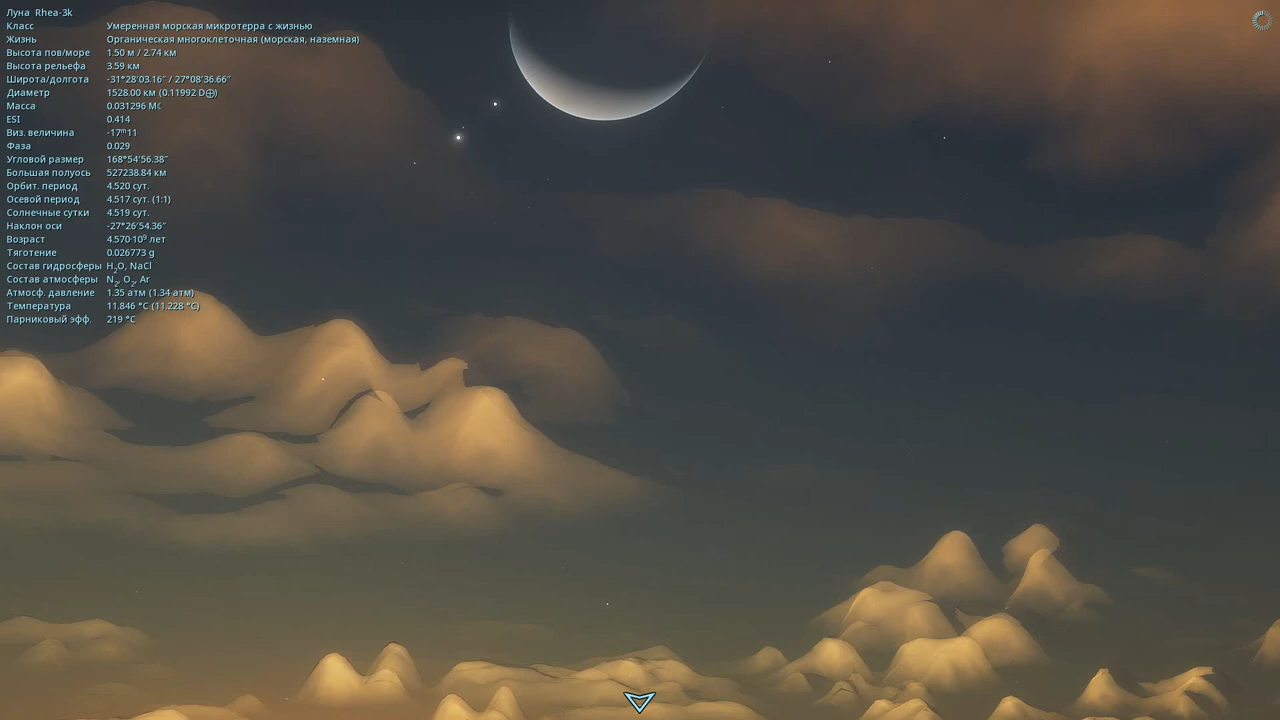 Луна Rhea-3k
Класс Умеренная морская микротерра с жизнью
Жизнь Органическая многоклеточная (морская, наземная)
Высота пов/море 1.50 м / 2.74 км
Высота рельефа 3.59 км
Широта/долгота -31°28′03.16″ / 27°08′36.66″
Диаметр 1528.00 км (0.11992 D⊕)
Масса 0.031296 M☾
ESI 0.414
Виз. величина -17ᵐ11
Фаза 0.029
Угловой размер 168°54′56.38″
Большая полуось 527238.84 км
Орбит. период 4.520 сут.
Осевой период 4.517 сут. (1:1)
Солнечные сутки 4.519 сут.
Наклон оси -27°26′54.36″
Возраст 4.570·10⁹ лет
Тяготение 0.026773 g
Состав гидросферы H₂O, NaCl
Состав атмосферы N₂, O₂, Ar
Атмосф. давление 1.35 атм (1.34 атм)
Температура 11.846 °C (11.228 °C)
Парниковый эфф. 219 °C